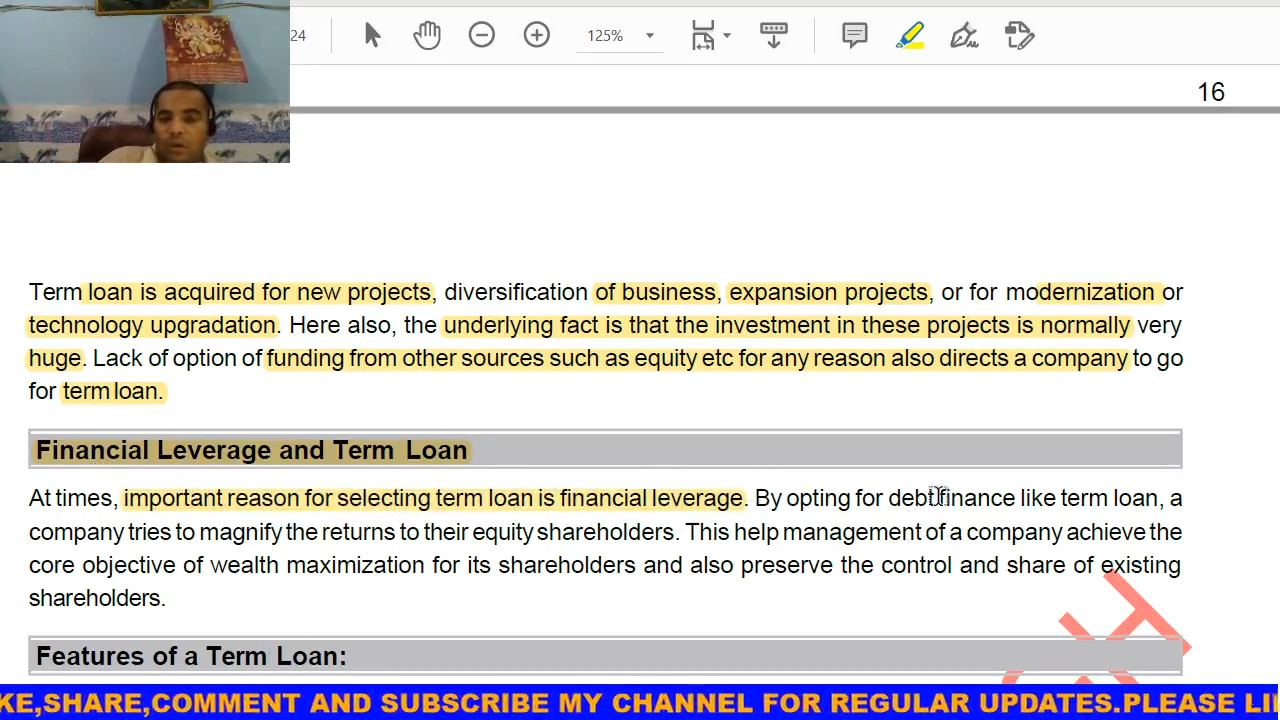 24
125%
16
Term loan is acquired for new projects, diversification of business, expansion projects, or for modernization or
technology upgradation. Here also, the underlying fact is that the investment in these projects is normally very
huge. Lack of option of funding from other sources such as equity etc for any reason also directs a company to go
for term loan.
Financial Leverage and Term Loan
At times, important reason for selecting term loan is financial leverage. By opting for debt finance like term loan, a
company tries to magnify the returns to their equity shareholders. This help management of a company achieve the
core objective of wealth maximization for its shareholders and also preserve the control and share of existing
shareholders.
Features of a Term Loan:
KE,SHARE,COMMENT AND SUBSCRIBE MY CHANNEL FOR REGULAR UPDATES.PLEASE LI